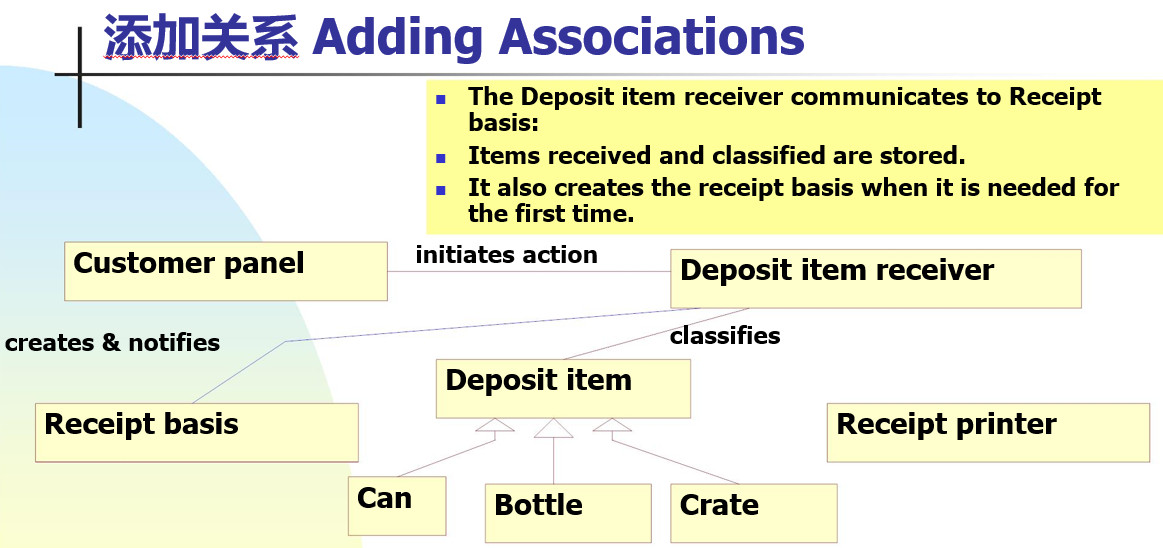 添加关系 Adding Associations
The Deposit item receiver communicates to Receipt
basis:
Items received and classified are stored.
It also creates the receipt basis when it is needed for
the first time.
Customer panel
initiates action
Deposit item receiver
creates & notifies
classifies
Deposit item
Receipt basis
Receipt printer
Can
Bottle
Crate